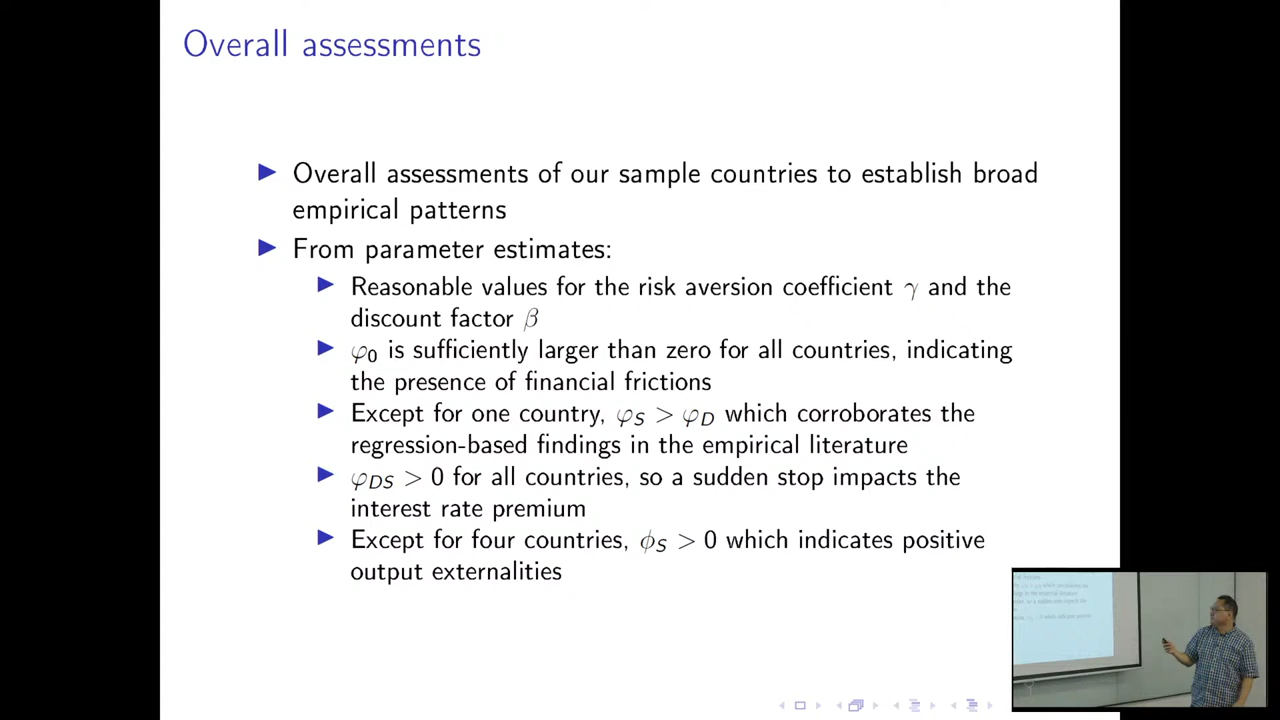 Overall assessments
▶ Overall assessments of our sample countries to establish broad
empirical patterns
▶ From parameter estimates:
▶ Reasonable values for the risk aversion coefficient γ and the
discount factor β
▶ φ₀ is sufficiently larger than zero for all countries, indicating
the presence of financial frictions
▶ Except for one country, φ_S > φ_D which corroborates the
regression-based findings in the empirical literature
▶ φ_DS > 0 for all countries, so a sudden stop impacts the
interest rate premium
▶ Except for four countries, ϕ_S > 0 which indicates positive
output externalities